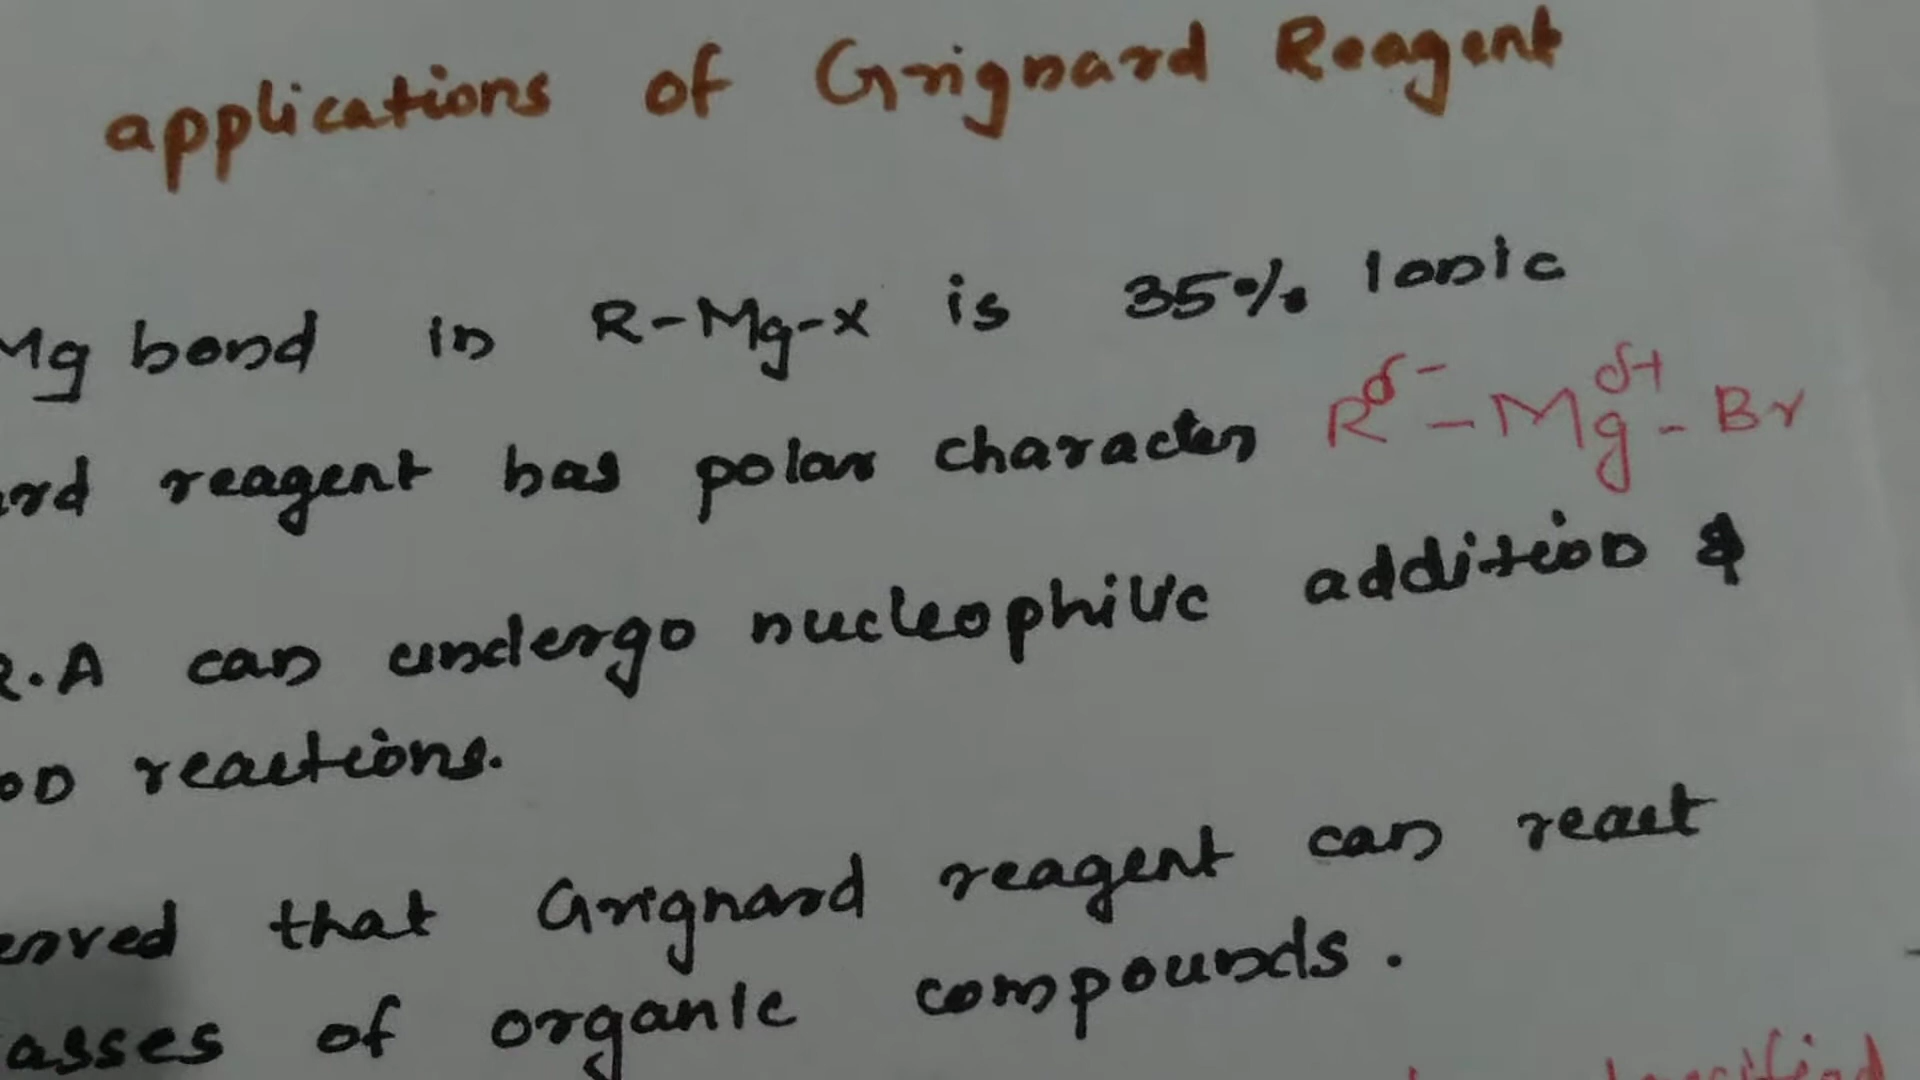 applications of Grignard Reagent
Mg bond in R-Mg-X is 35% Ionic
ard reagent has polar character Rδ- - Mgδ+ - Br
R.A can undergo nucleophilic addition &
on reactions.
erved that Grignard reagent can react
asses of organic compounds.